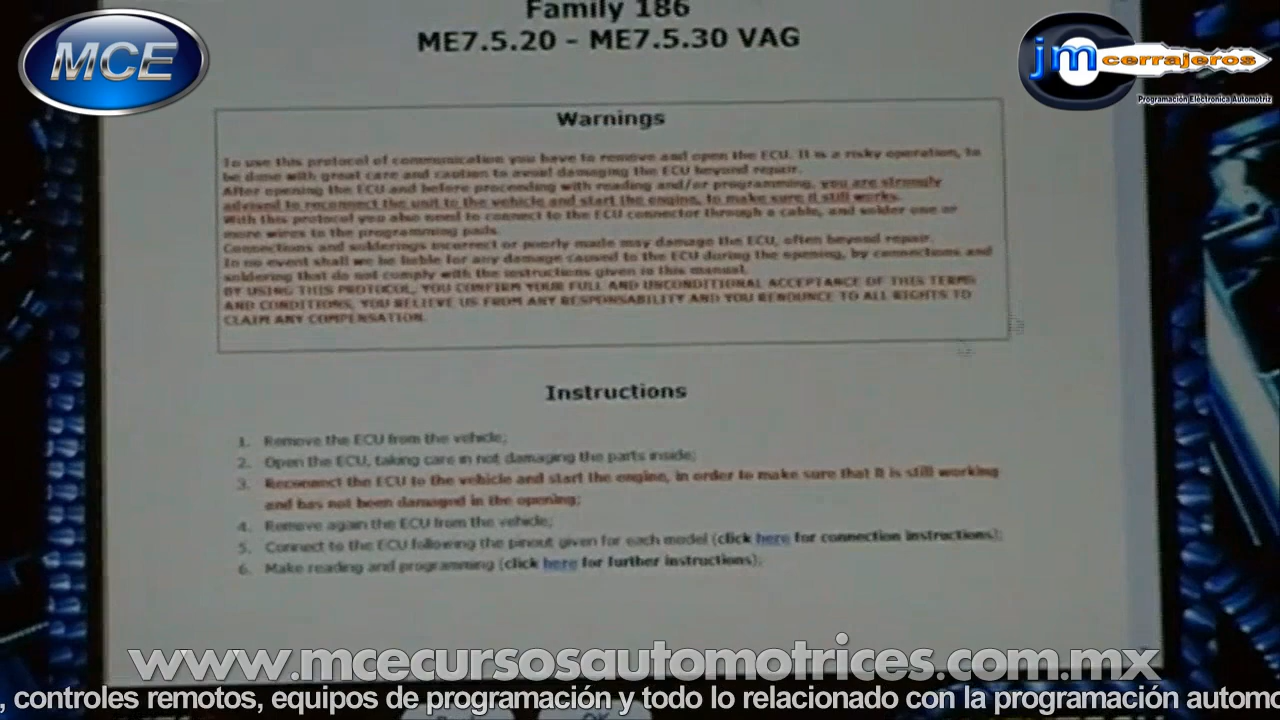 Family 186
ME7.5.20 - ME7.5.30 VAG
MCE
jm cerrajeros
Programación Electronica Automotriz
Warnings
To use this protocol of communication you have to remove and open the ECU. It is a risky operation, to
be done with great care and caution to avoid damaging the ECU beyond repair.
After opening the ECU and before proceeding with reading and/or programming, you are strongly
advised to reconnect the unit to the vehicle and start the engine, to make sure it still works.
With this protocol you also need to connect to the ECU connector through a cable, and solder one or
more wires to the programming pads.
Connections and solderings incorrect or poorly made may damage the ECU, often beyond repair.
In no event shall we be liable for any damage caused to the ECU during the opening, by connections and
soldering that do not comply with the instructions given in this manual.
BY USING THIS PROTOCOL, YOU CONFIRM YOUR FULL AND UNCONDITIONAL ACCEPTANCE OF THIS TERMS
AND CONDITIONS, YOU RELIEVE US FROM ANY RESPONSABILITY AND YOU RENOUNCE TO ALL RIGHTS TO
CLAIM ANY COMPENSATION.
Instructions
1. Remove the ECU from the vehicle;
2. Open the ECU, taking care in not damaging the parts inside;
3. Reconnect the ECU to the vehicle and start the engine, in order to make sure that it is still working
and has not been damaged in the opening;
4. Remove again the ECU from the vehicle;
5. Connect to the ECU following the pinout given for each model (click here for connection instructions);
6. Make reading and programming (click here for further instructions);
www.mcecursosautomotrices.com.mx
, controles remotos, equipos de programación y todo lo relacionado con la programación automo